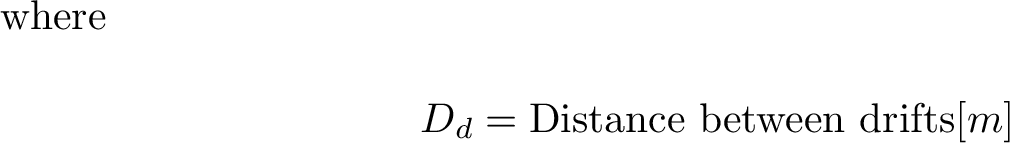 where
D_d = Distance between drifts[m]